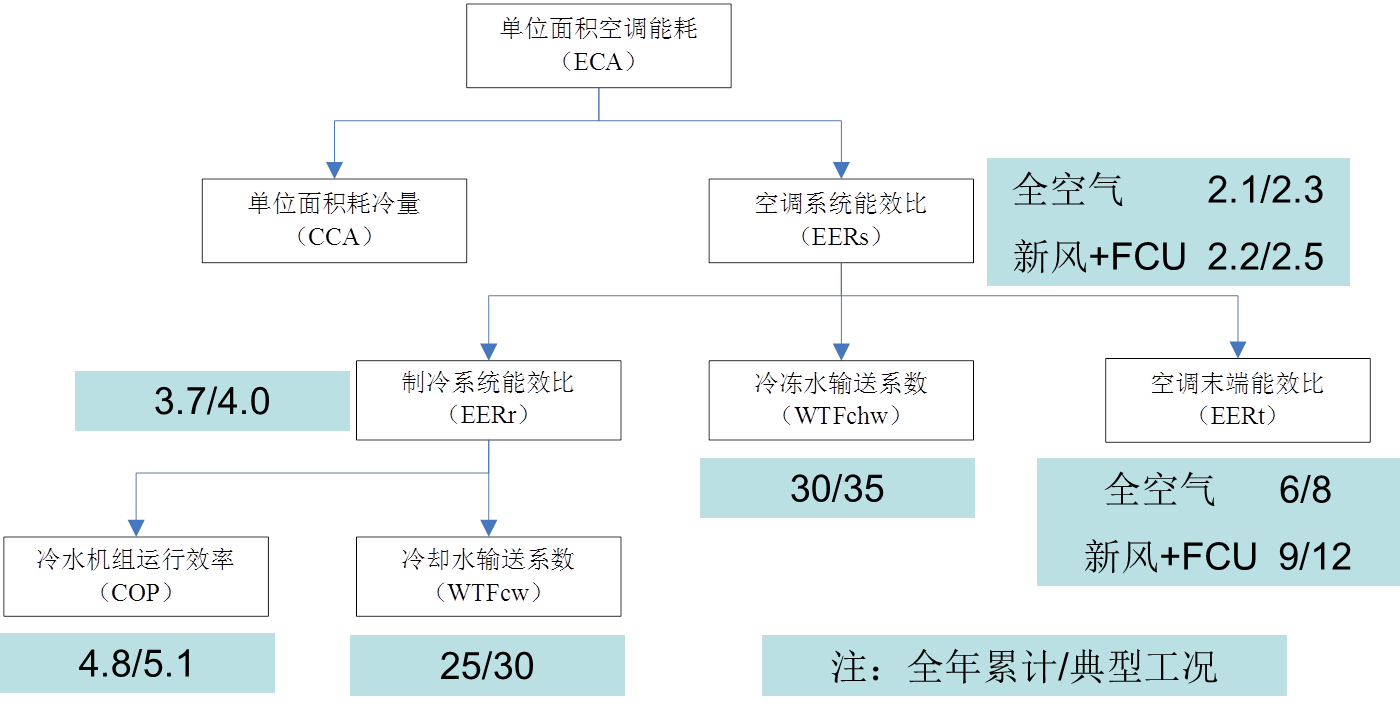 单位面积空调能耗
（ECA）
单位面积耗冷量
（CCA）
空调系统能效比
（EERs）
全空气 2.1/2.3
新风+FCU 2.2/2.5
3.7/4.0
制冷系统能效比
（EERr）
冷冻水输送系数
（WTFchw）
空调末端能效比
（EERt）
30/35
全空气 6/8
新风+FCU 9/12
冷水机组运行效率
（COP）
冷却水输送系数
（WTFcw）
4.8/5.1
25/30
注：全年累计/典型工况